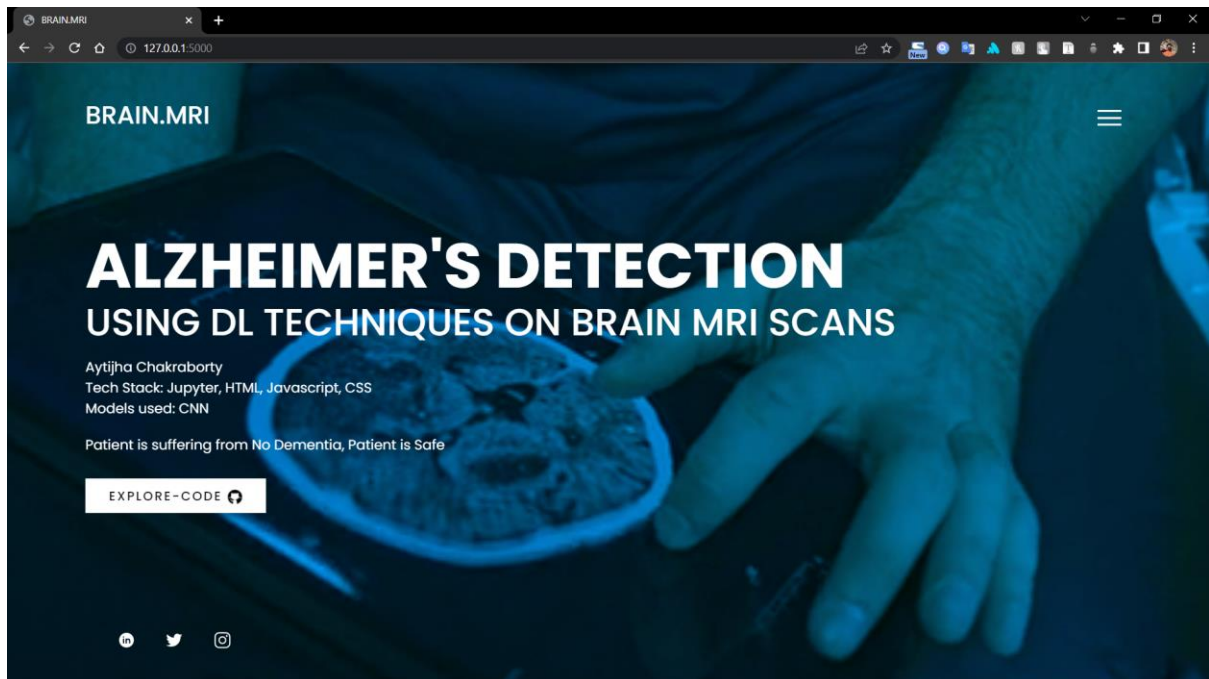 BRAIN.MRI
127.0.0.1:5000
New
BRAIN.MRI
ALZHEIMER'S DETECTION
USING DL TECHNIQUES ON BRAIN MRI SCANS
Aytijha Chakraborty
Tech Stack: Jupyter, HTML, Javascript, CSS
Models used: CNN
Patient is suffering from No Dementia, Patient is Safe
EXPLORE-CODE
in